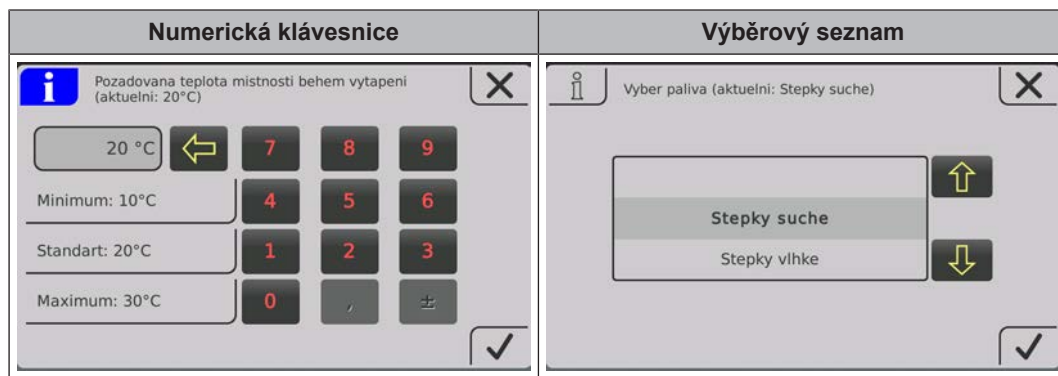 Numerická klávesnice
Výběrový seznam
i
Pozadovana teplota mistnosti behem vytapeni
(aktuelni: 20°C)
20 °C
7 8 9
Minimum: 10°C
4 5 6
Standart: 20°C
1 2 3
Maximum: 30°C
0 , ±
i
Vyber paliva (aktuelni: Stepky suche)
Stepky suche
Stepky vlhke